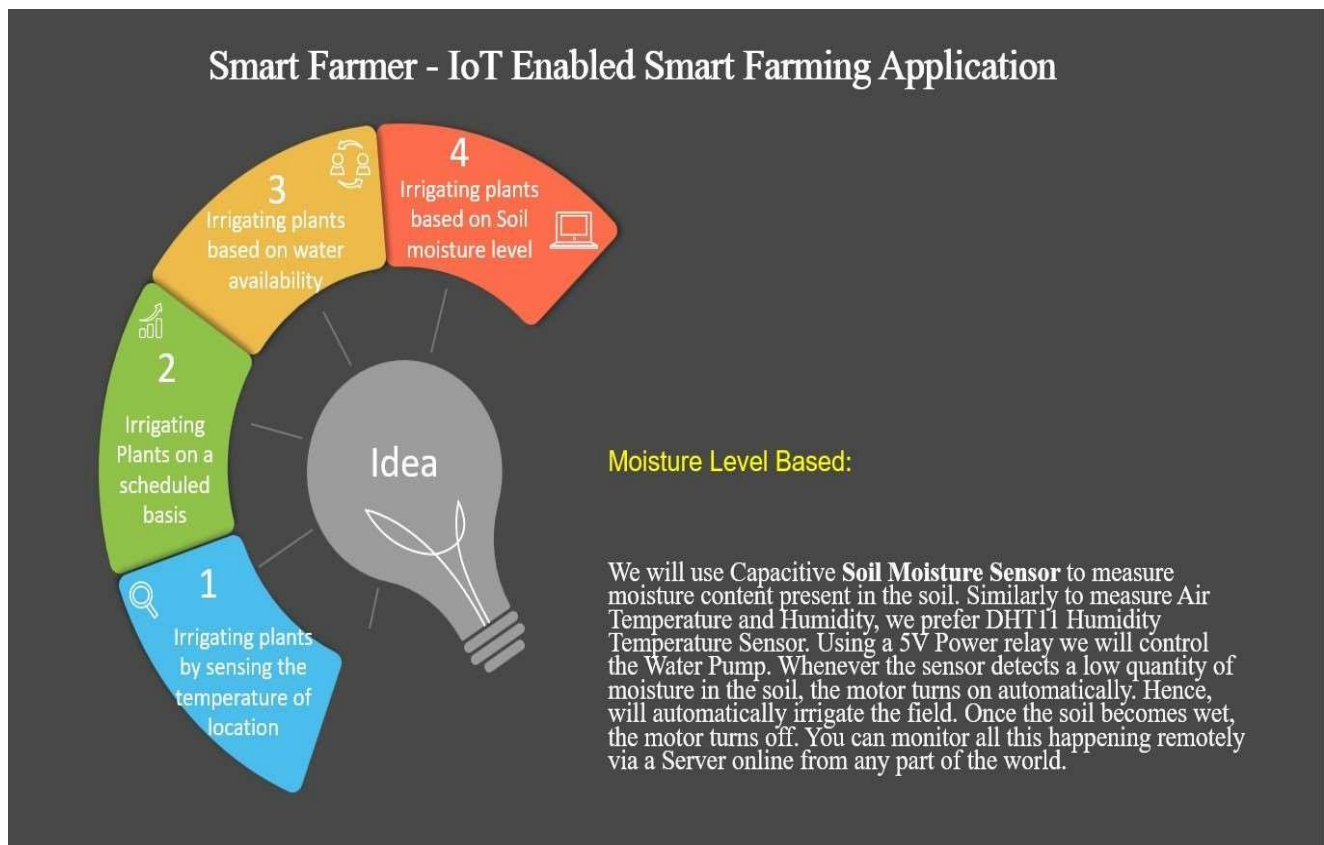 Smart Farmer - IoT Enabled Smart Farming Application
4
Irrigating plants
based on Soil
moisture level
3
Irrigating plants
based on water
availability
2
Irrigating
Plants on a
scheduled
basis
1
Irrigating plants
by sensing the
temperature of
location
Idea
Moisture Level Based:
We will use Capacitive Soil Moisture Sensor to measure
moisture content present in the soil. Similarly to measure Air
Temperature and Humidity, we prefer DHT11 Humidity
Temperature Sensor. Using a 5V Power relay we will control
the Water Pump. Whenever the sensor detects a low quantity of
moisture in the soil, the motor turns on automatically. Hence,
will automatically irrigate the field. Once the soil becomes wet,
the motor turns off. You can monitor all this happening remotely
via a Server online from any part of the world.